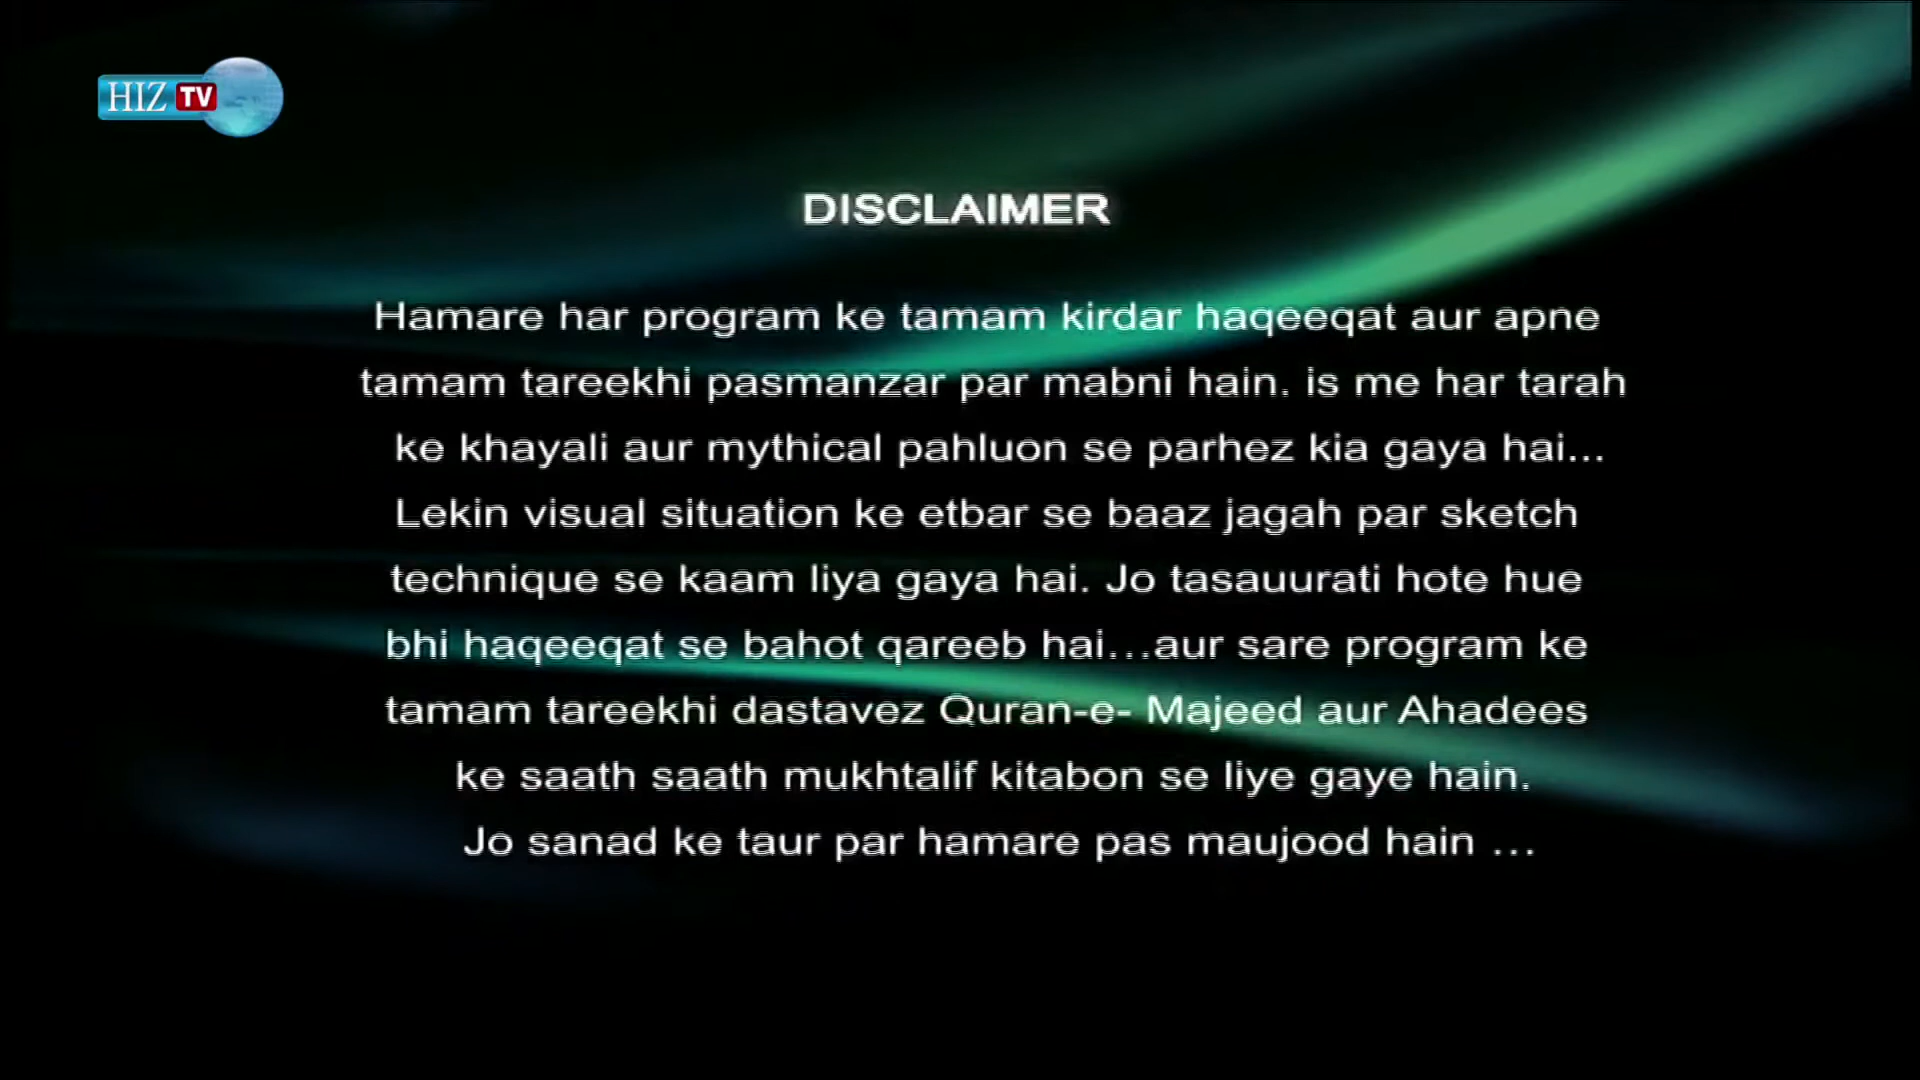 HIZ TV
DISCLAIMER
Hamare har program ke tamam kirdar haqeeqat aur apne
tamam tareekhi pasmanzar par mabni hain. is me har tarah
ke khayali aur mythical pahluon se parhez kia gaya hai...
Lekin visual situation ke etbar se baaz jagah par sketch
technique se kaam liya gaya hai. Jo tasauurati hote hue
bhi haqeeqat se bahot qareeb hai...aur sare program ke
tamam tareekhi dastavez Quran-e- Majeed aur Ahadees
ke saath saath mukhtalif kitabon se liye gaye hain.
Jo sanad ke taur par hamare pas maujood hain ...